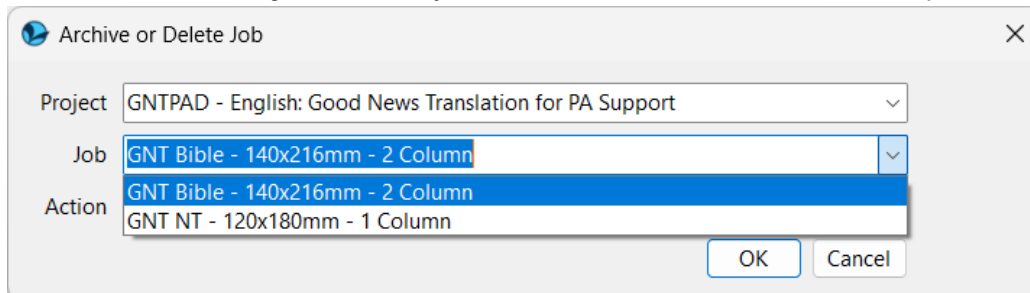 Archive or Delete Job
Project GNTPAD - English: Good News Translation for PA Support
Job GNT Bible - 140x216mm - 2 Column
GNT Bible - 140x216mm - 2 Column
Action
GNT NT - 120x180mm - 1 Column
OK Cancel